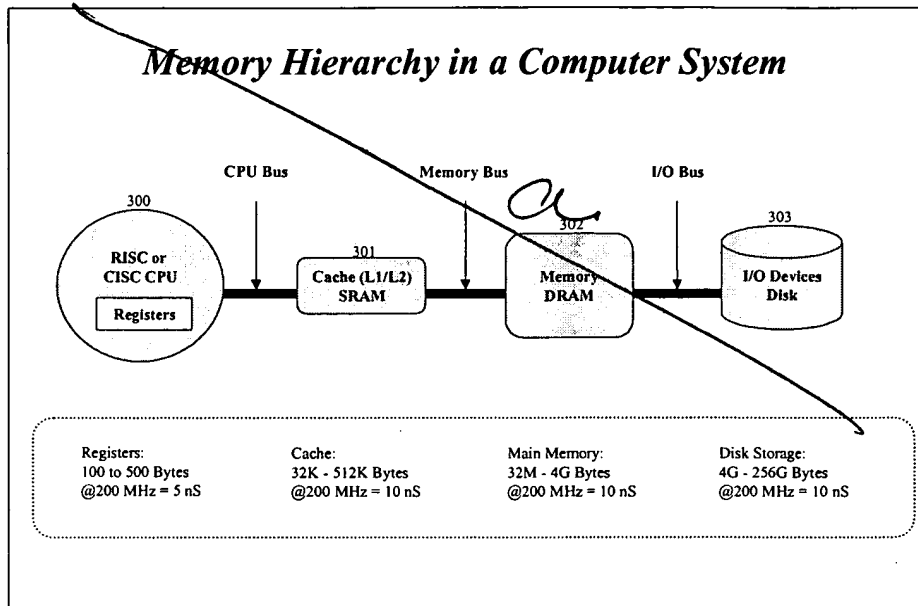 Memory Hierarchy in a Computer System
CPU Bus
Memory Bus
I/O Bus
300
301
302
303
RISC or
CISC CPU
Registers
Cache (L1/L2)
SRAM
Memory
DRAM
I/O Devices
Disk
Registers:
100 to 500 Bytes
@200 MHz = 5 nS
Cache:
32K - 512K Bytes
@200 MHz = 10 nS
Main Memory:
32M - 4G Bytes
@200 MHz = 10 nS
Disk Storage:
4G - 256G Bytes
@200 MHz = 10 nS